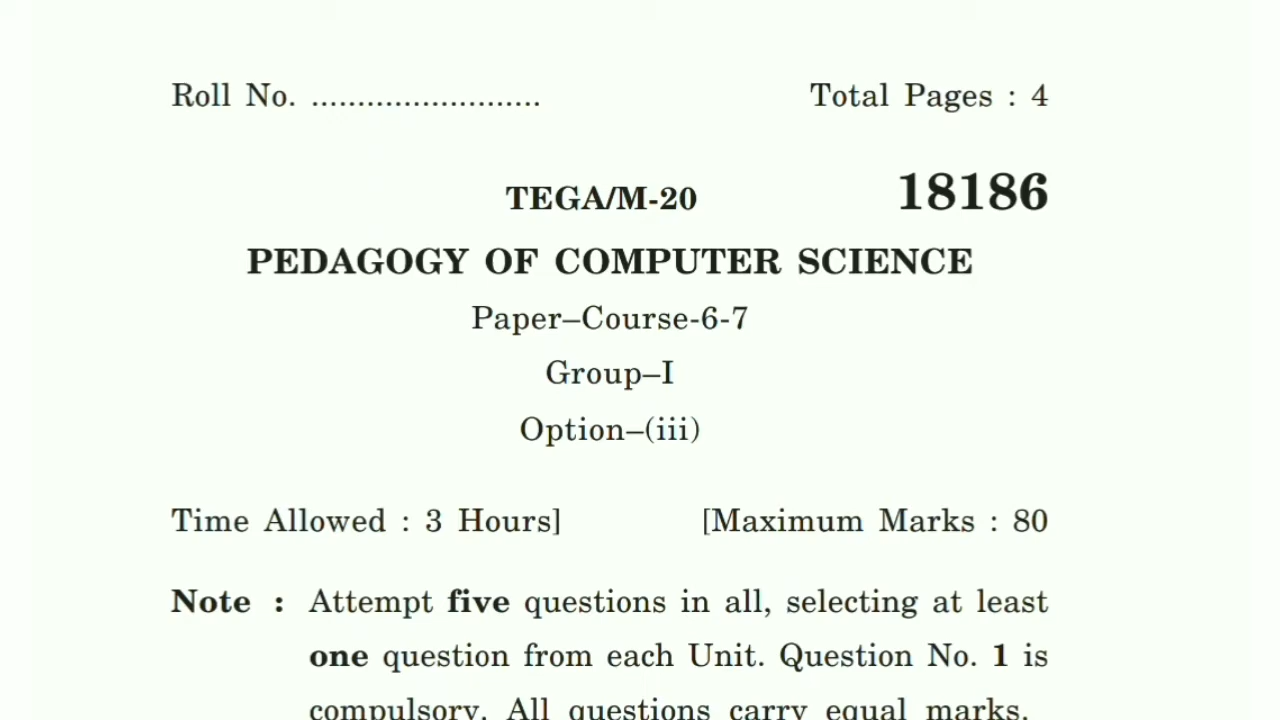 Roll No. ......................... Total Pages : 4
TEGA/M-20 18186
PEDAGOGY OF COMPUTER SCIENCE
Paper–Course-6-7
Group–I
Option–(iii)
Time Allowed : 3 Hours] [Maximum Marks : 80
Note : Attempt five questions in all, selecting at least
one question from each Unit. Question No. 1 is
compulsory. All questions carry equal marks.